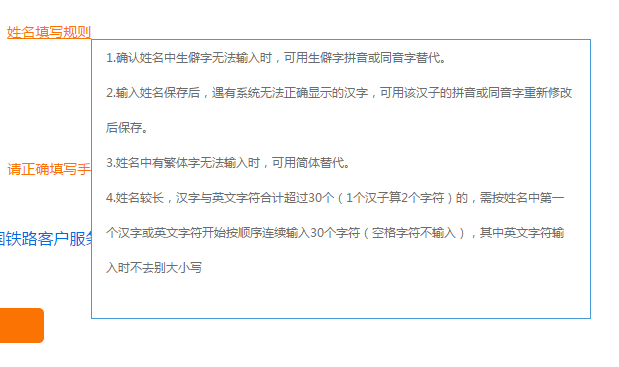 姓名填写规则
1.确认姓名中生僻字无法输入时，可用生僻字拼音或同音字替代。
2.输入姓名保存后，遇有系统无法正确显示的汉字，可用该汉子的拼音或同音字重新修改
后保存。
3.姓名中有繁体字无法输入时，可用简体替代。
请正确填写手
4.姓名较长，汉字与英文字符合计超过30个（1个汉子算2个字符）的，需按姓名中第一
个汉字或英文字符开始按顺序连续输入30个字符（空格字符不输入），其中英文字符输
国铁路客户服务
入时不去别大小写